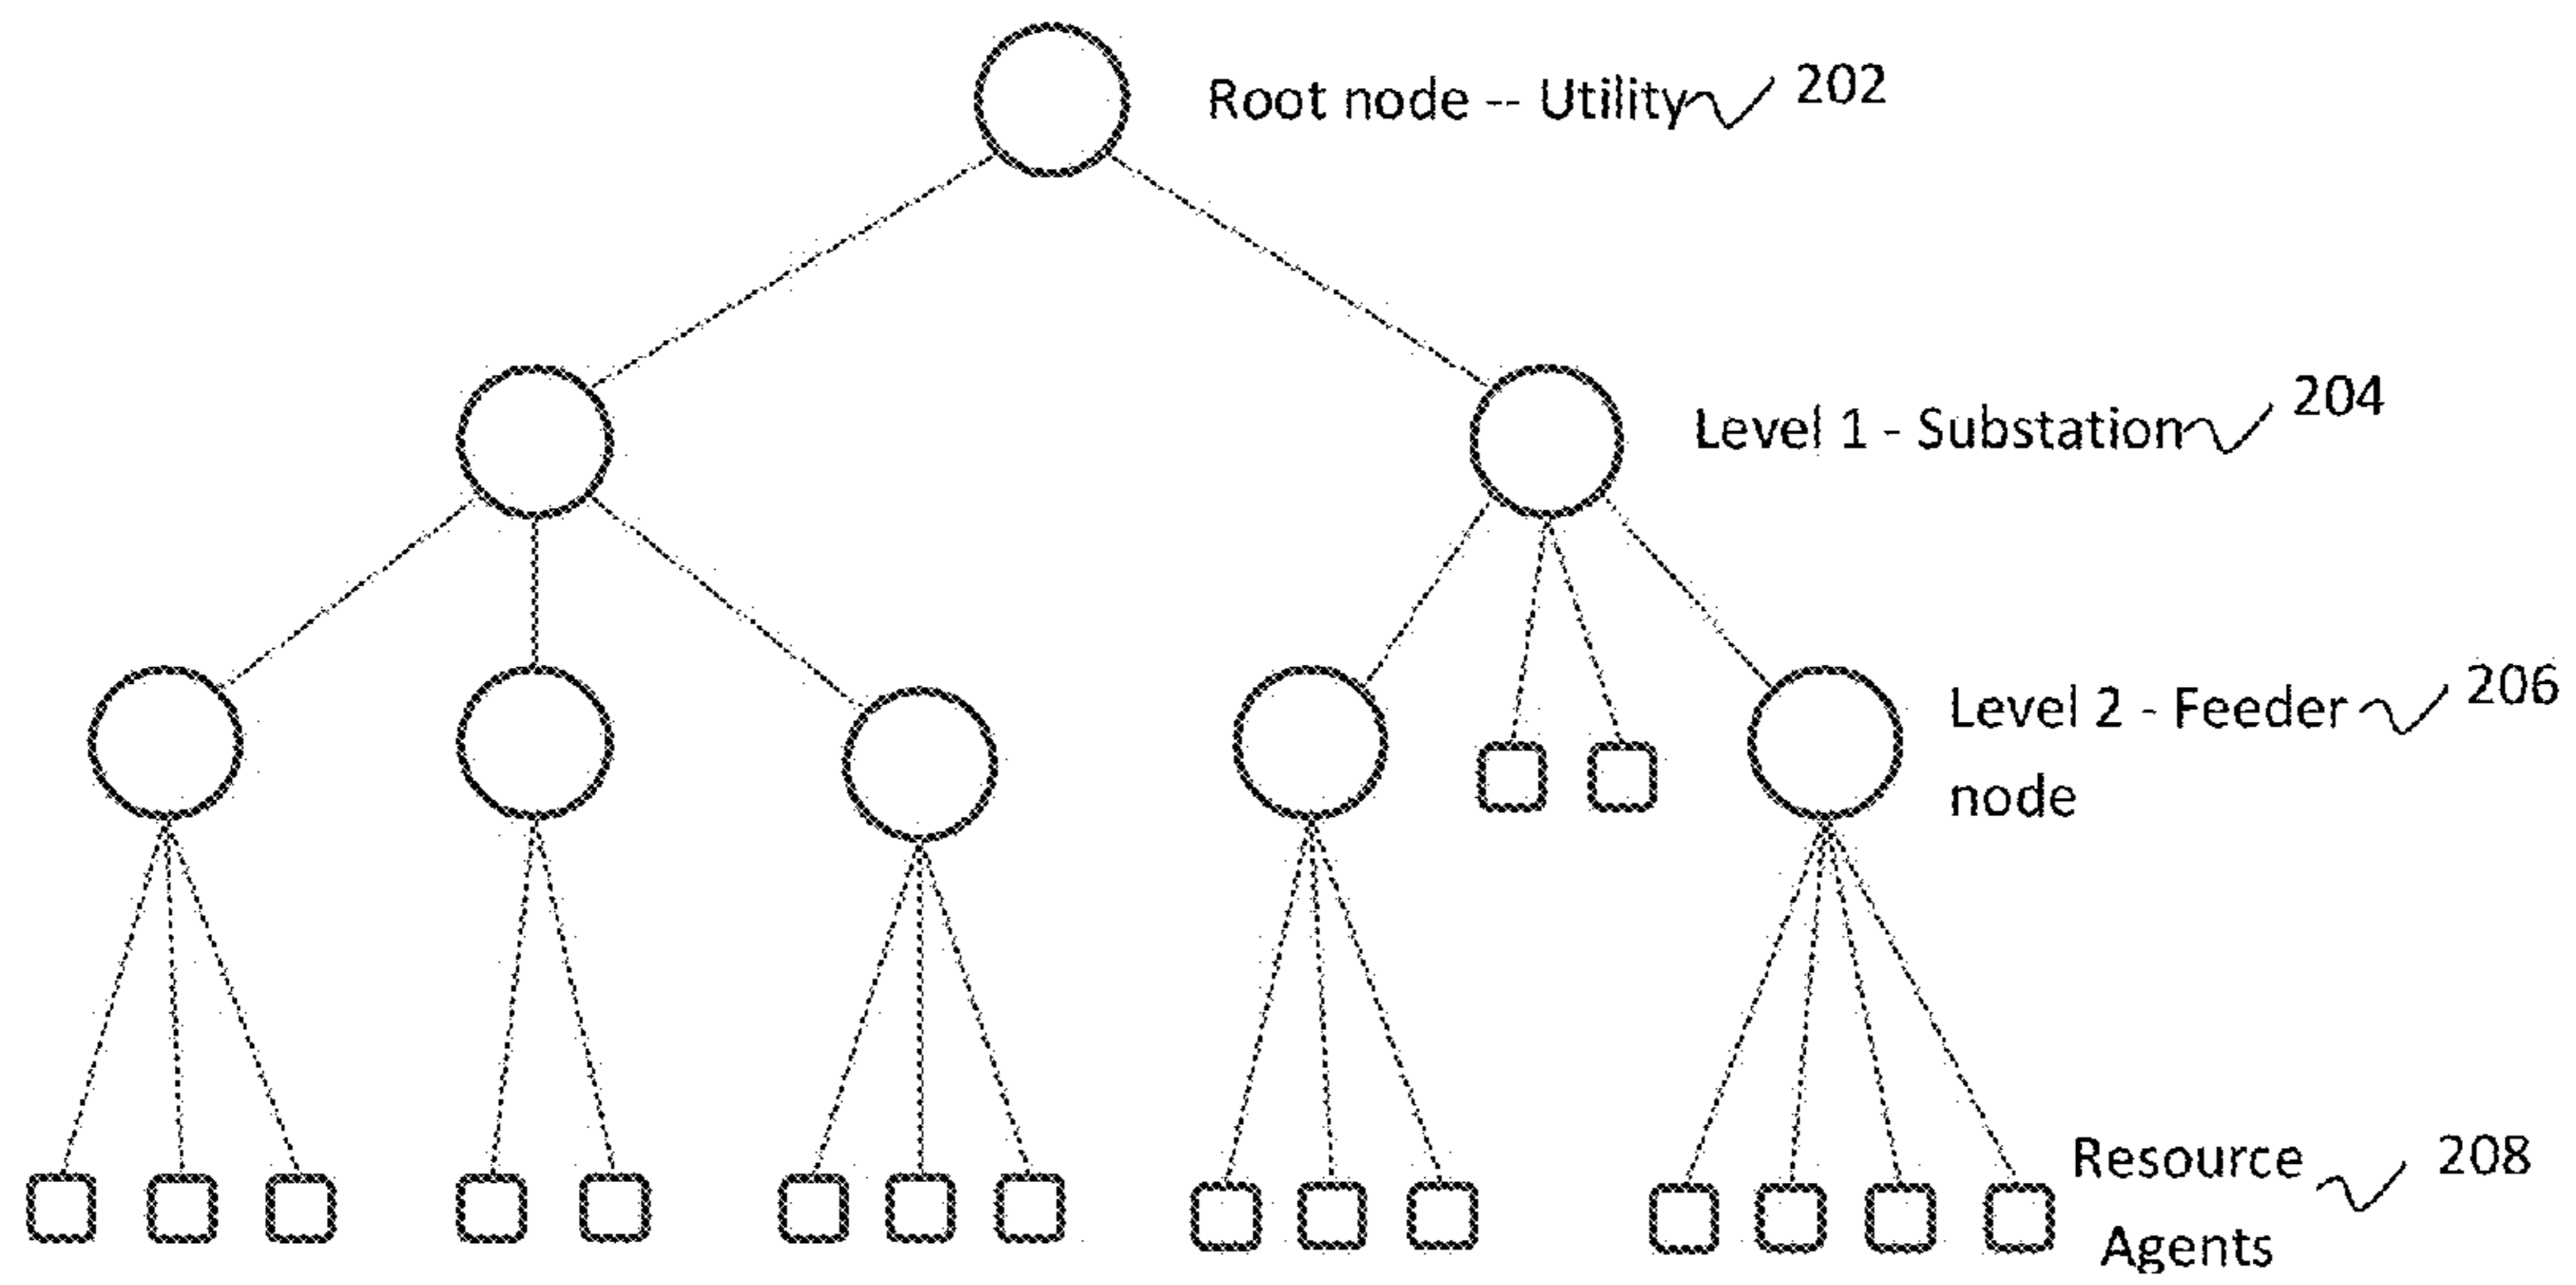 Root node -- Utility 202
Level 1 - Substation 204
Level 2 - Feeder 206
node
Resource 208
Agents